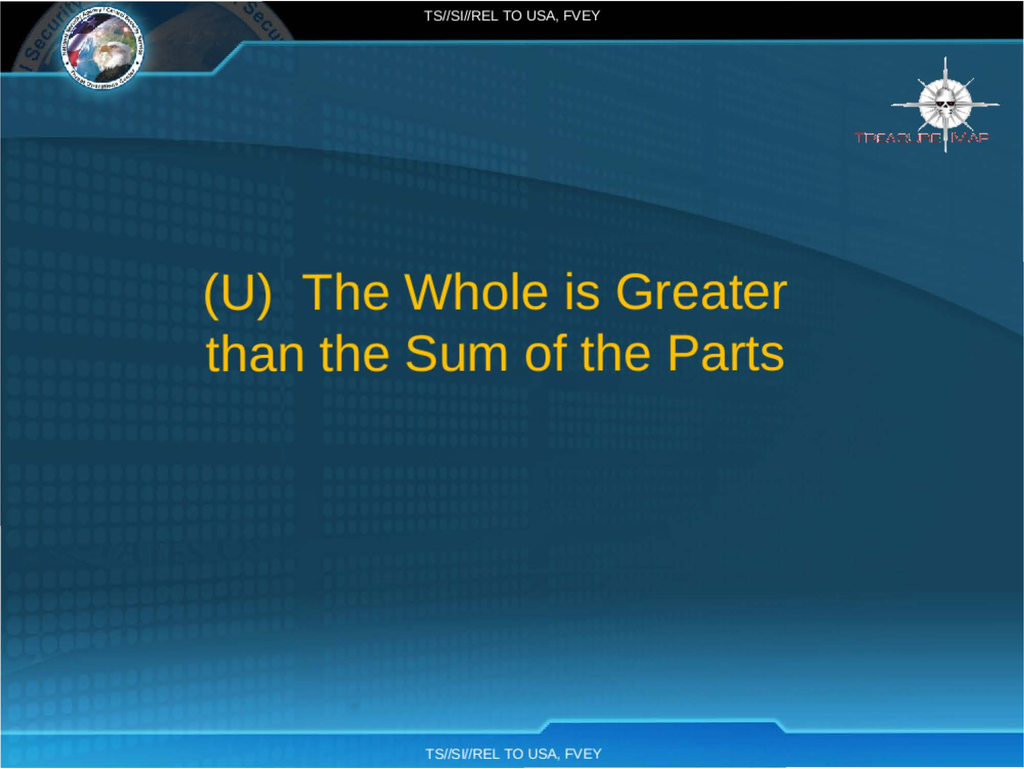 TS//SI//REL TO USA, FVEY
TREASURE MAP
(U) The Whole is Greater
than the Sum of the Parts
TS//SI//REL TO USA, FVEY